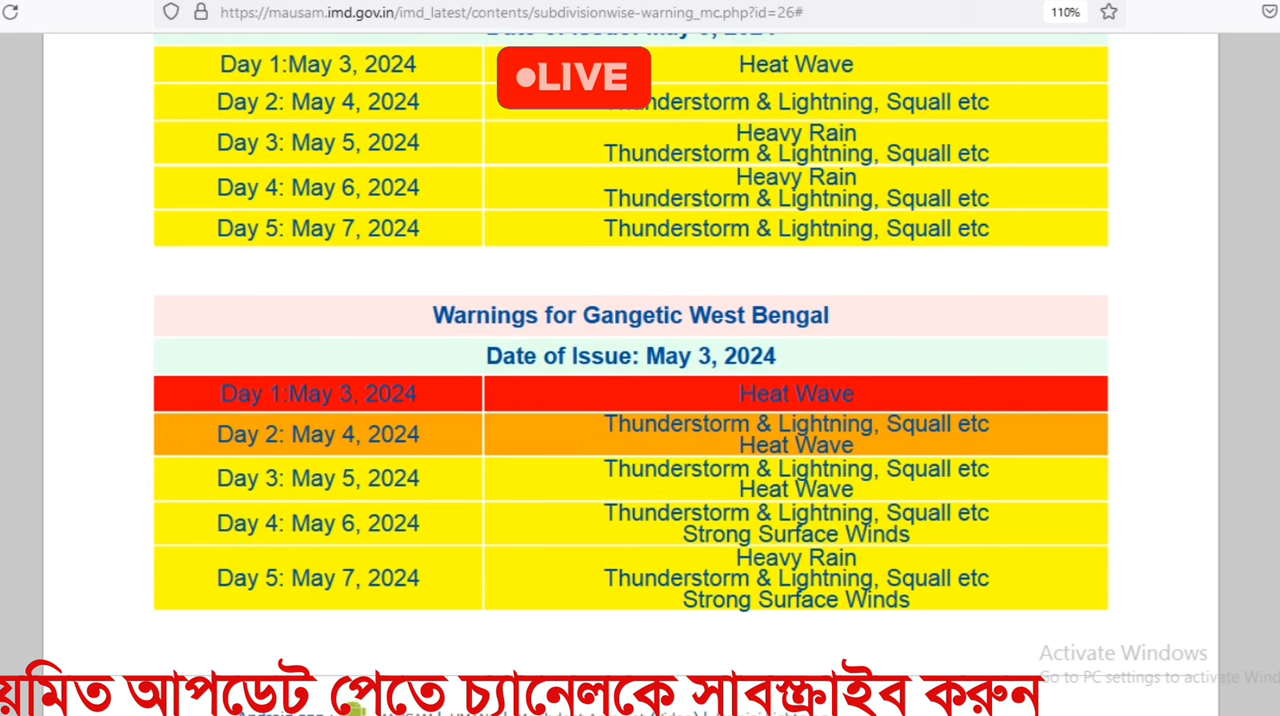 https://mausam.imd.gov.in/imd_latest/contents/subdivisionwise-warning_mc.php?id=26#
110%
Day 1:May 3, 2024 Heat Wave
LIVE
Day 2: May 4, 2024 Thunderstorm & Lightning, Squall etc
Day 3: May 5, 2024 Heavy Rain
Thunderstorm & Lightning, Squall etc
Day 4: May 6, 2024 Heavy Rain
Thunderstorm & Lightning, Squall etc
Day 5: May 7, 2024 Thunderstorm & Lightning, Squall etc
Warnings for Gangetic West Bengal
Date of Issue: May 3, 2024
Day 1:May 3, 2024 Heat Wave
Day 2: May 4, 2024 Thunderstorm & Lightning, Squall etc
Heat Wave
Day 3: May 5, 2024 Thunderstorm & Lightning, Squall etc
Heat Wave
Day 4: May 6, 2024 Thunderstorm & Lightning, Squall etc
Strong Surface Winds
Day 5: May 7, 2024 Heavy Rain
Thunderstorm & Lightning, Squall etc
Strong Surface Winds
Activate Windows
Go to PC settings to activate Wind
য়মিত আপডেট পেতে চ্যানেলকে সাবস্ক্রাইব করুন